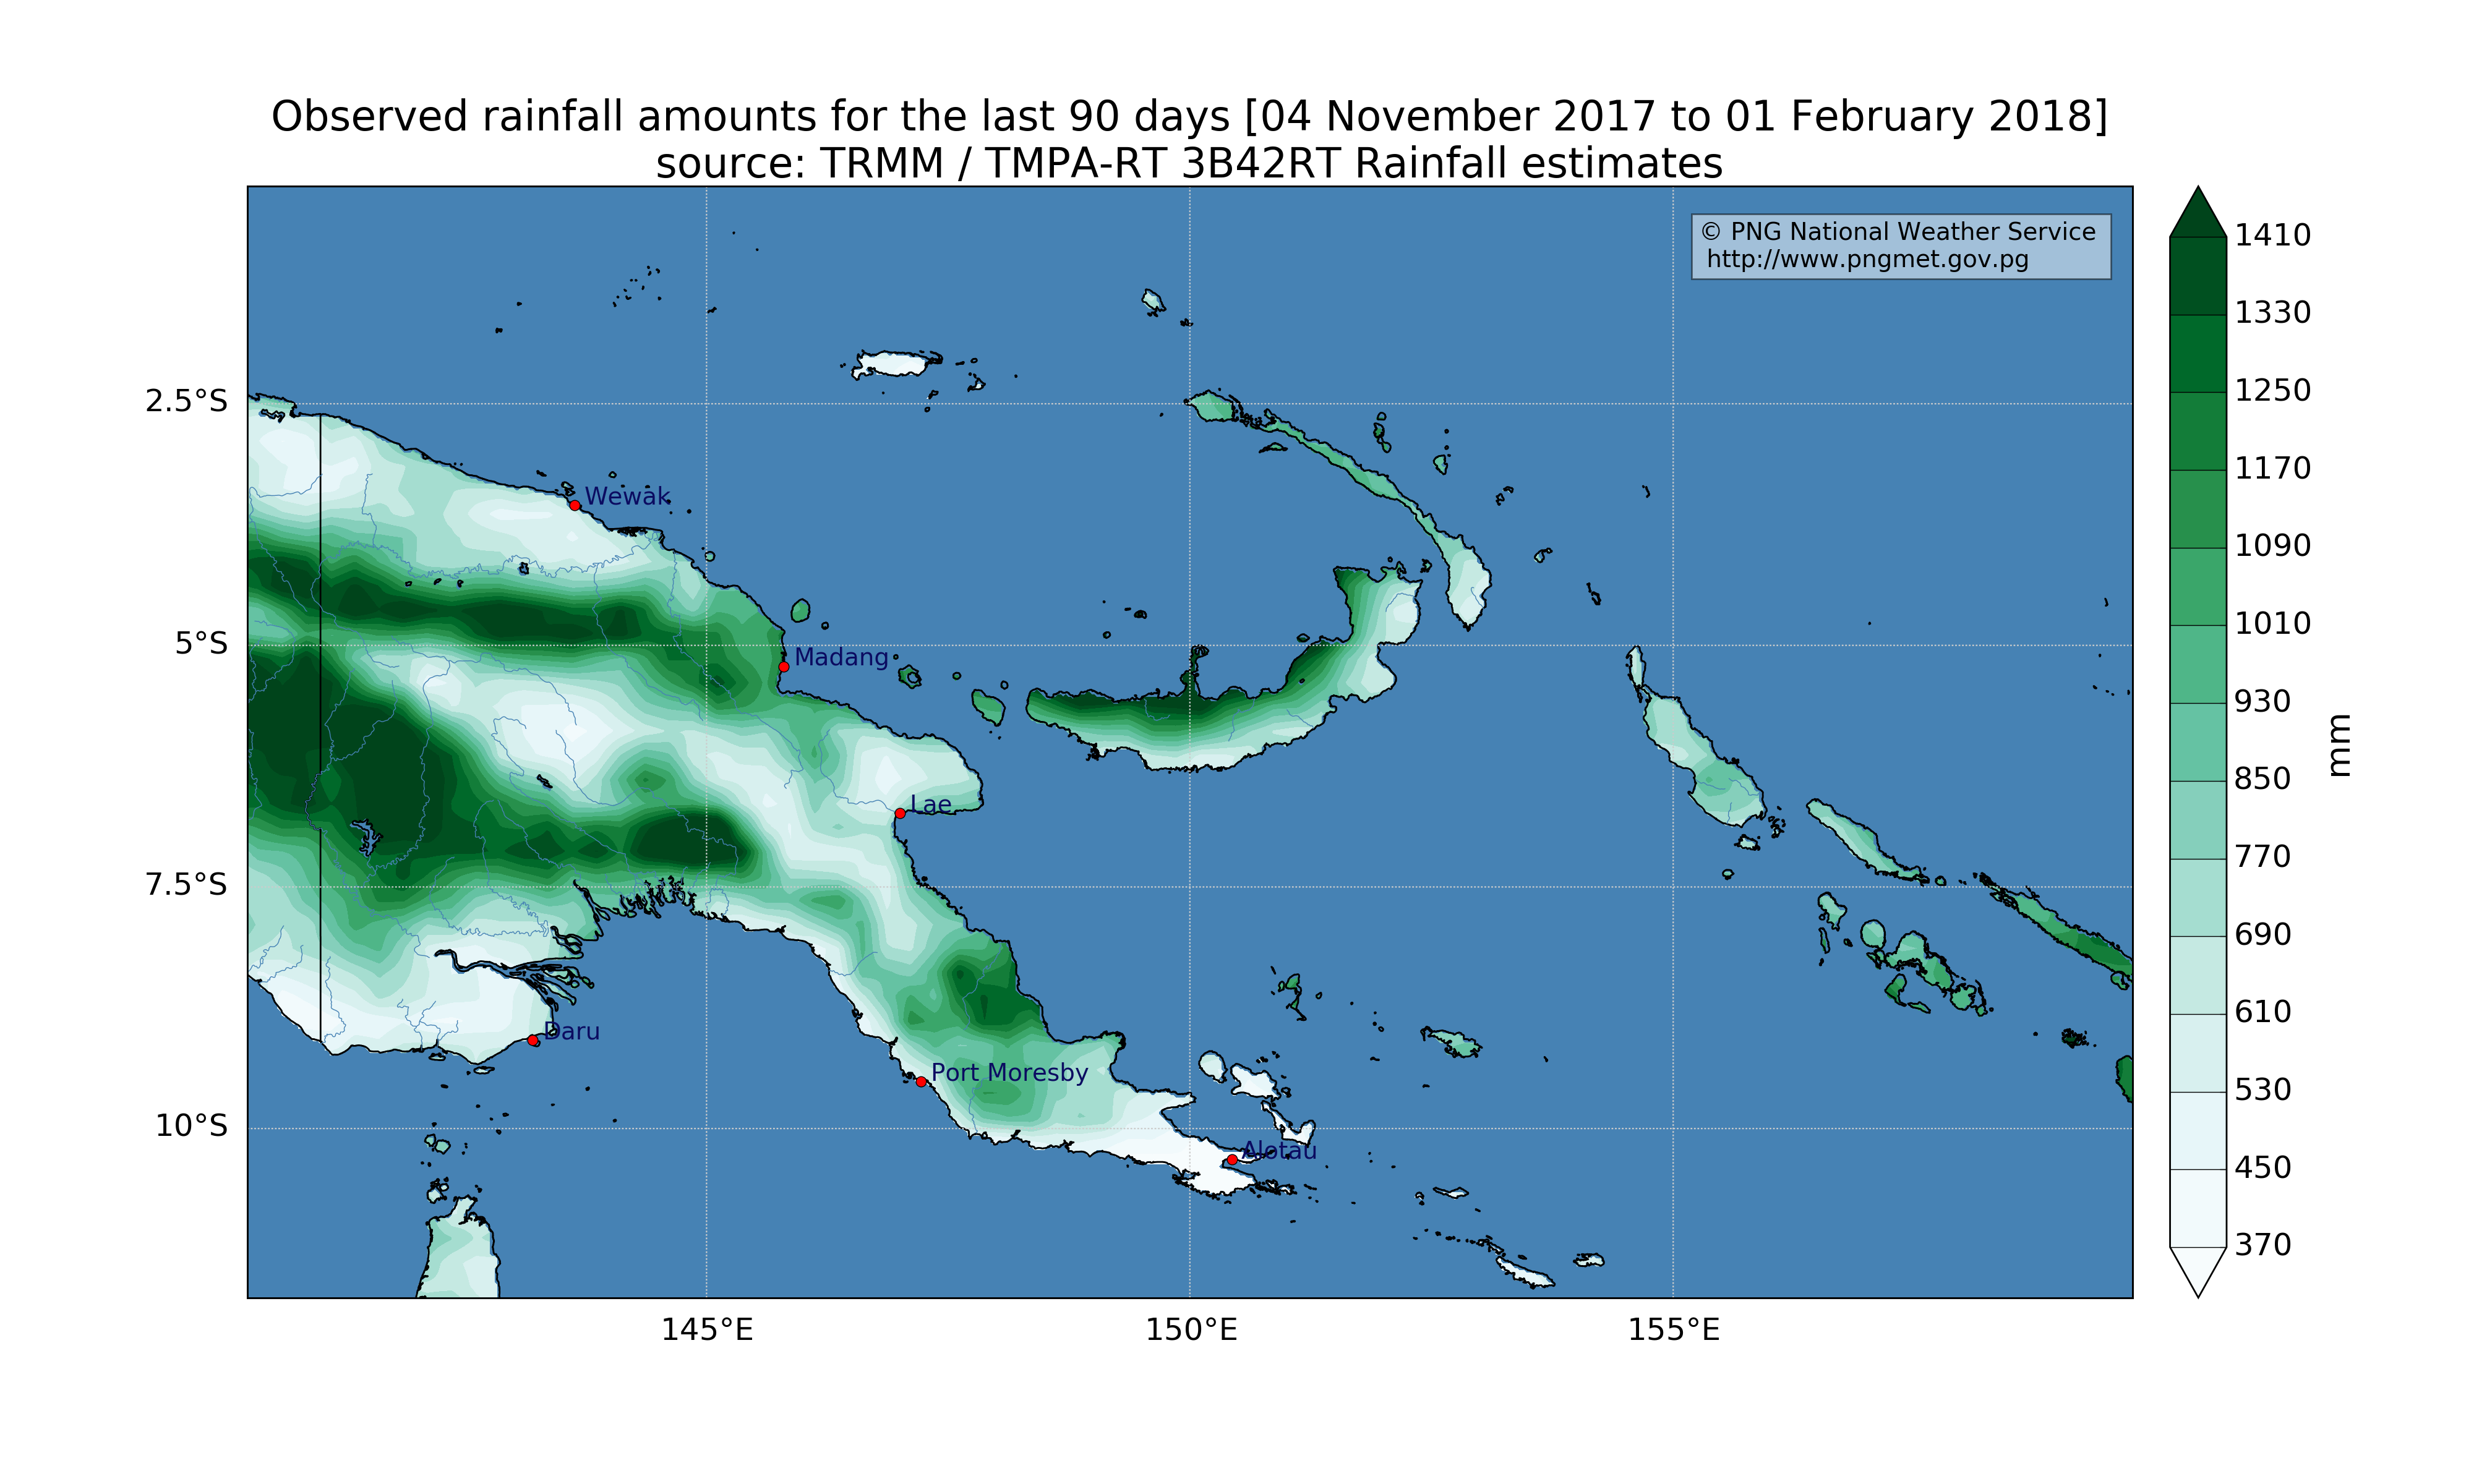 Observed rainfall amounts for the last 90 days [04 November 2017 to 01 February 2018]
source: TRMM / TMPA-RT 3B42RT Rainfall estimates
© PNG National Weather Service
http://www.pngmet.gov.pg
2.5°S
5°S
7.5°S
10°S
145°E
150°E
155°E
Wewak
Madang
Lae
Daru
Port Moresby
Alotau
1410
1330
1250
1170
1090
1010
930
850
770
690
610
530
450
370
mm